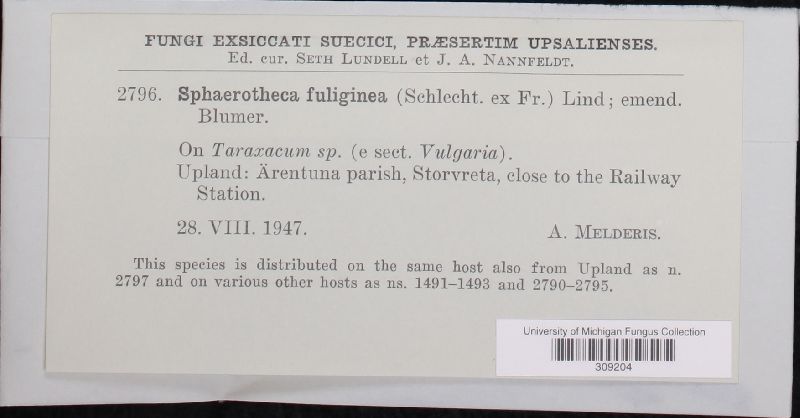 FUNGI EXSICCATI SUECICI, PRÆSERTIM UPSALIENSES.
Ed. cur. SETH LUNDELL et J. A. NANNFELDT.
2796. Sphaerotheca fuliginea (Schlecht. ex Fr.) Lind; emend.
Blumer.
On Taraxacum sp. (e sect. Vulgaria).
Upland: Ärentuna parish, Storvreta, close to the Railway
Station.
28. VIII. 1947. A. MELDERIS.
This species is distributed on the same host also from Upland as n.
2797 and on various other hosts as ns. 1491–1493 and 2790–2795.
University of Michigan Fungus Collection
309204